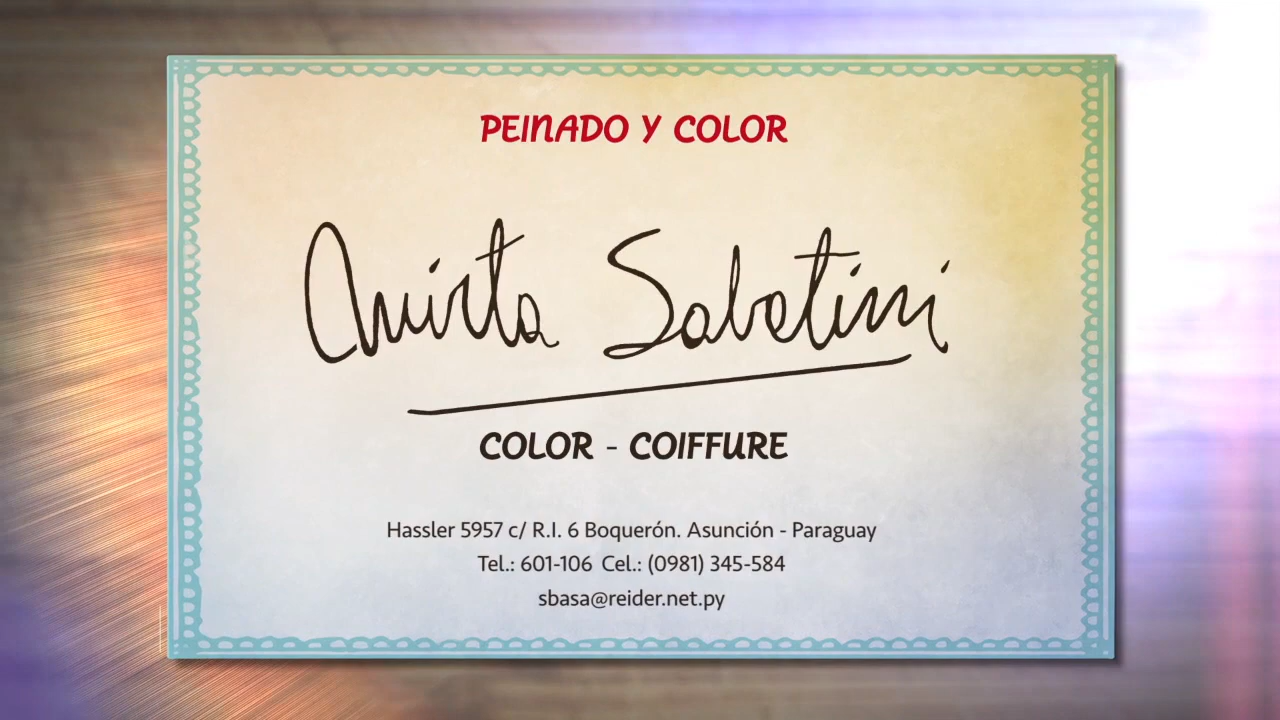 PEINADO Y COLOR
Mirta Sabatini
COLOR - COIFFURE
Hassler 5957 c/ R.I. 6 Boquerón. Asunción - Paraguay
Tel.: 601-106 Cel.: (0981) 345-584
sbasa@reider.net.py